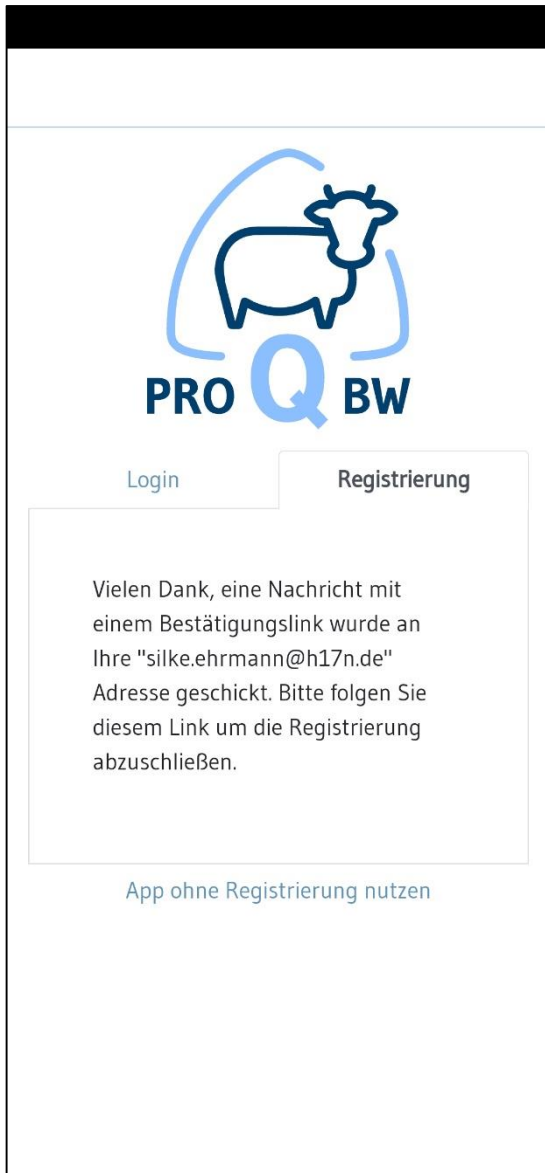 PRO Q BW
Login Registrierung
Vielen Dank, eine Nachricht mit
einem Bestätigungslink wurde an
Ihre "silke.ehrmann@h17n.de"
Adresse geschickt. Bitte folgen Sie
diesem Link um die Registrierung
abzuschließen.
App ohne Registrierung nutzen